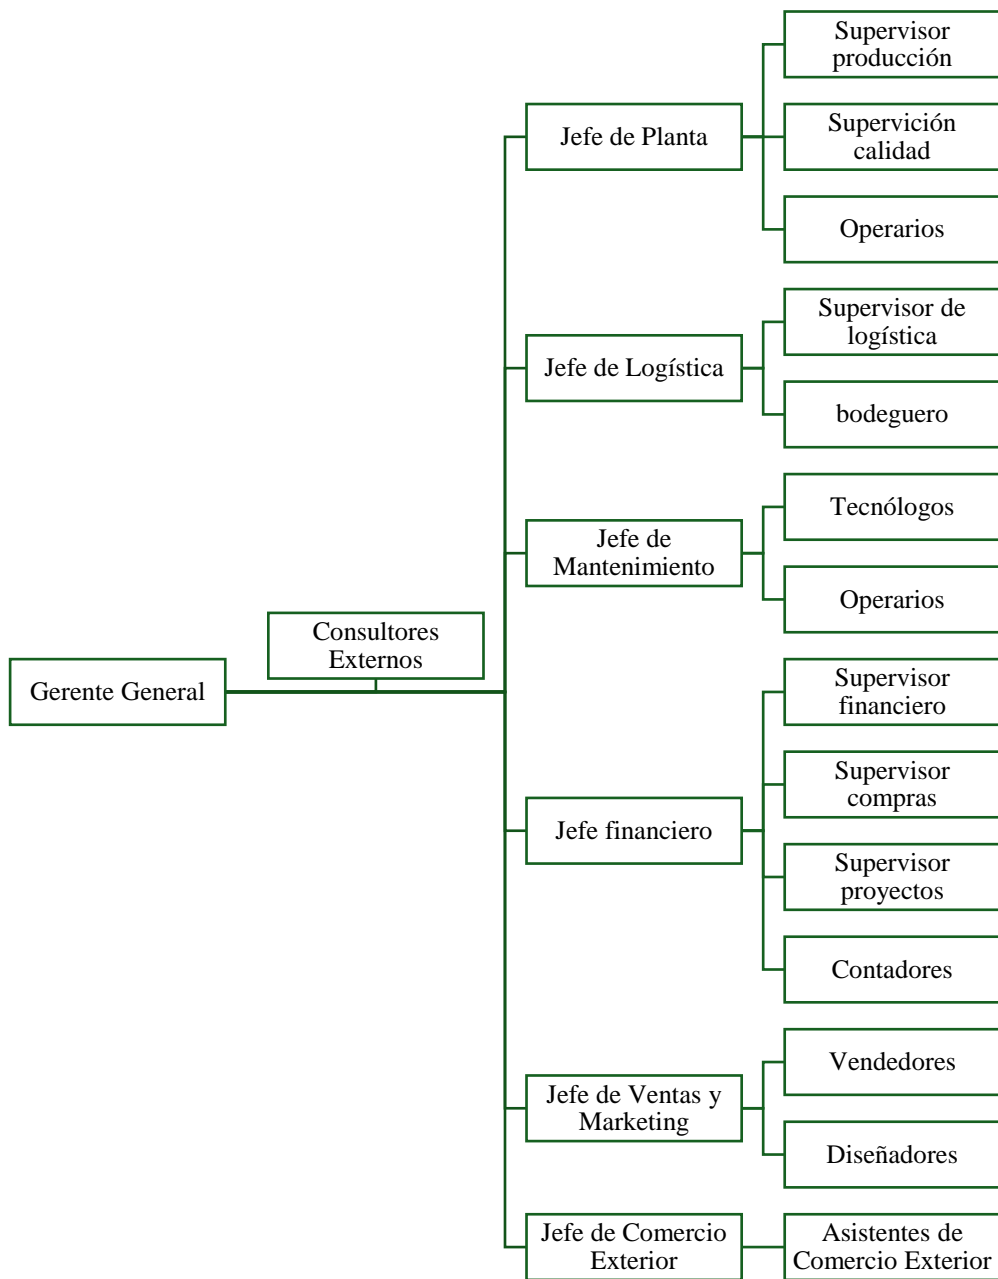 Gerente General
Consultores
Externos
Jefe de Planta
Supervisor
producción
Supervición
calidad
Operarios
Jefe de Logística
Supervisor de
logística
bodeguero
Jefe de
Mantenimiento
Tecnólogos
Operarios
Jefe financiero
Supervisor
financiero
Supervisor
compras
Supervisor
proyectos
Contadores
Jefe de Ventas y
Marketing
Vendedores
Diseñadores
Jefe de Comercio
Exterior
Asistentes de
Comercio Exterior